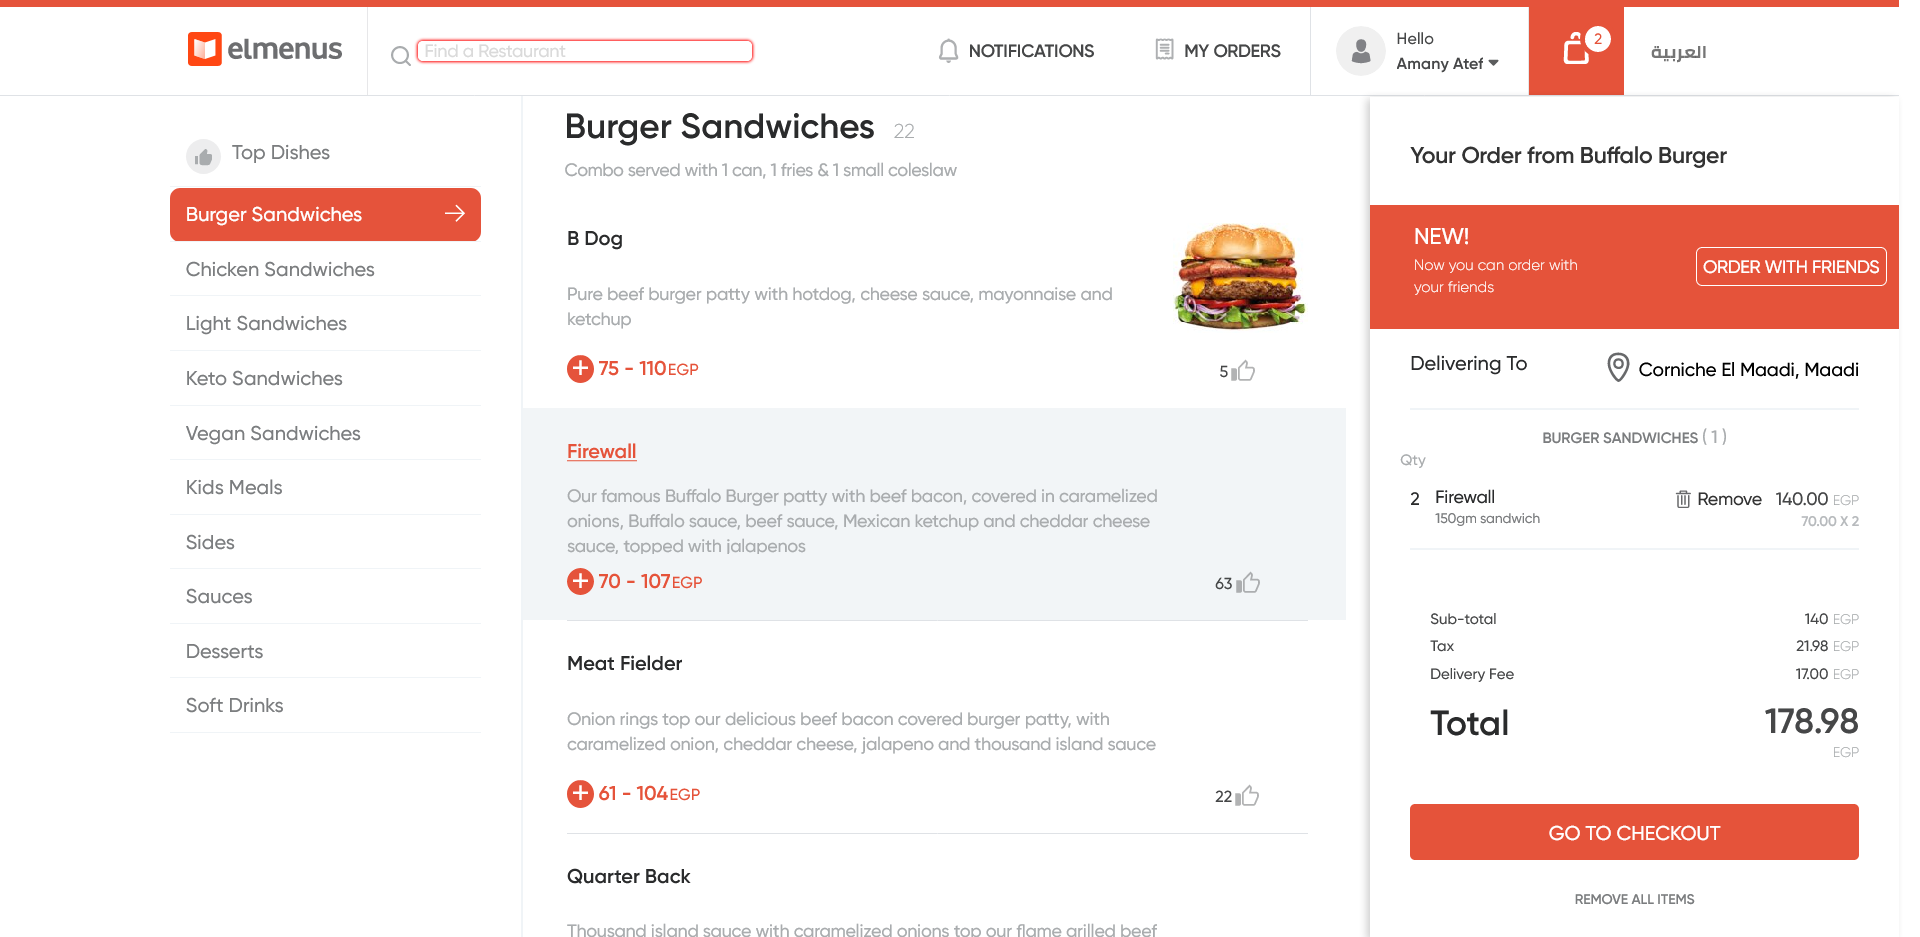 elmenus
Find a Restaurant
NOTIFICATIONS
MY ORDERS
Hello
Amany Atef
2
العربية
Top Dishes
Burger Sandwiches
Chicken Sandwiches
Light Sandwiches
Keto Sandwiches
Vegan Sandwiches
Kids Meals
Sides
Sauces
Desserts
Soft Drinks
Burger Sandwiches 22
Combo served with 1 can, 1 fries & 1 small coleslaw
B Dog
Pure beef burger patty with hotdog, cheese sauce, mayonnaise and
ketchup
75 - 110 EGP
5
Firewall
Our famous Buffalo Burger patty with beef bacon, covered in caramelized
onions, Buffalo sauce, beef sauce, Mexican ketchup and cheddar cheese
sauce, topped with jalapenos
70 - 107 EGP
63
Meat Fielder
Onion rings top our delicious beef bacon covered burger patty, with
caramelized onion, cheddar cheese, jalapeno and thousand island sauce
61 - 104 EGP
22
Quarter Back
Thousand island sauce with caramelized onions top our flame grilled beef
Your Order from Buffalo Burger
NEW!
Now you can order with
your friends
ORDER WITH FRIENDS
Delivering To
Corniche El Maadi, Maadi
BURGER SANDWICHES ( 1 )
Qty
2 Firewall Remove 140.00 EGP
150gm sandwich 70.00 X 2
Sub-total 140 EGP
Tax 21.98 EGP
Delivery Fee 17.00 EGP
Total 178.98
EGP
GO TO CHECKOUT
REMOVE ALL ITEMS